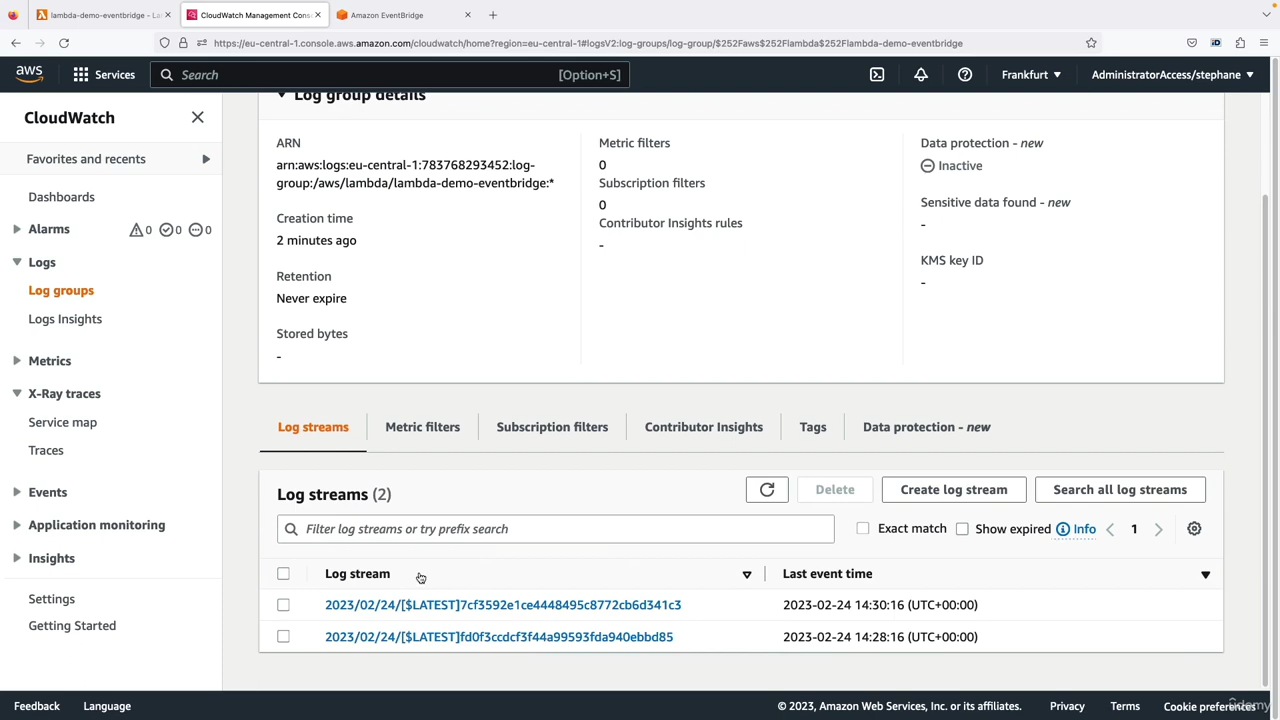 lambda-demo-eventbridge - La
CloudWatch Management Cons
Amazon EventBridge
https://eu-central-1.console.aws.amazon.com/cloudwatch/home?region=eu-central-1#logsV2:log-groups/log-group/$252Faws$252Flambda$252Flambda-demo-eventbridge
aws
Services
Search
[Option+S]
Frankfurt
AdministratorAccess/stephane
CloudWatch
Favorites and recents
Dashboards
Alarms
0
0
0
Logs
Log groups
Logs Insights
Metrics
X-Ray traces
Service map
Traces
Events
Application monitoring
Insights
Settings
Getting Started
Log group details
ARN
arn:aws:logs:eu-central-1:783768293452:log-
group:/aws/lambda/lambda-demo-eventbridge:*
Creation time
2 minutes ago
Retention
Never expire
Stored bytes
-
Metric filters
0
Subscription filters
0
Contributor Insights rules
-
Data protection - new
Inactive
Sensitive data found - new
-
KMS key ID
-
Log streams
Metric filters
Subscription filters
Contributor Insights
Tags
Data protection - new
Log streams (2)
Delete
Create log stream
Search all log streams
Filter log streams or try prefix search
Exact match
Show expired
Info
1
Log stream
Last event time
2023/02/24/[$LATEST]7cf3592e1ce4448495c8772cb6d341c3
2023-02-24 14:30:16 (UTC+00:00)
2023/02/24/[$LATEST]fd0f3ccdcf3f44a99593fda940ebbd85
2023-02-24 14:28:16 (UTC+00:00)
Feedback
Language
© 2023, Amazon Web Services, Inc. or its affiliates.
Privacy
Terms
Cookie preferences
Udemy